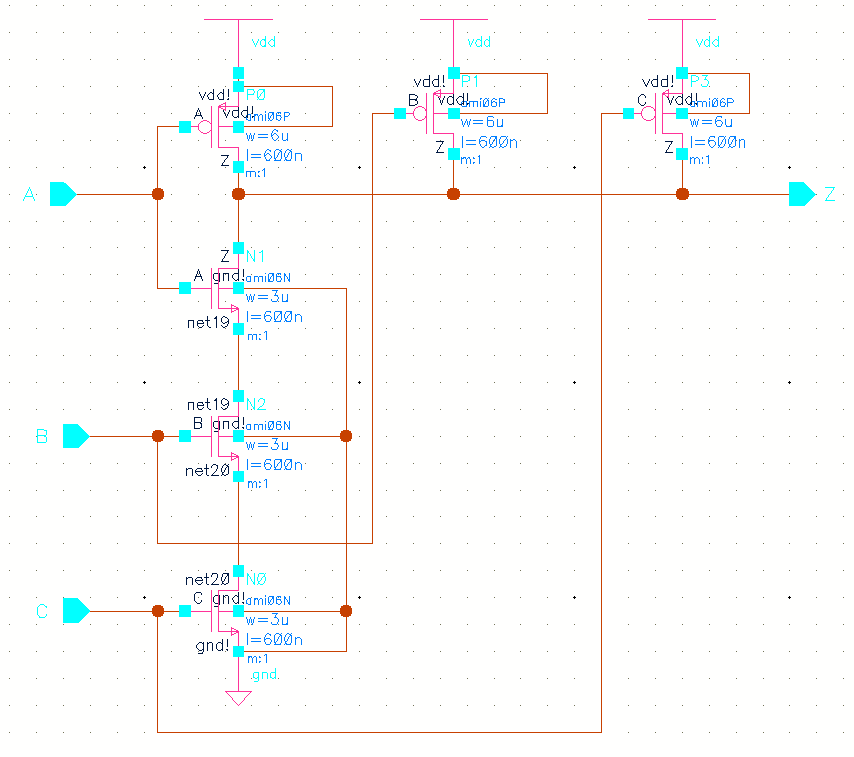 vdd
vdd
vdd
vdd!
P0
A
vdd!
ami06P
w=6u
l=600n
Z
m:1
vdd!
P1
B
vdd!
ami06P
w=6u
l=600n
Z
m:1
vdd!
P3
C
vdd!
ami06P
w=6u
l=600n
Z
m:1
A
Z
Z
N1
A
gnd!
ami06N
w=3u
l=600n
net19
m:1
net19
N2
B
B
gnd!
ami06N
w=3u
l=600n
net20
m:1
net20
N0
C
C
gnd!
ami06N
w=3u
l=600n
gnd!
m:1
gnd